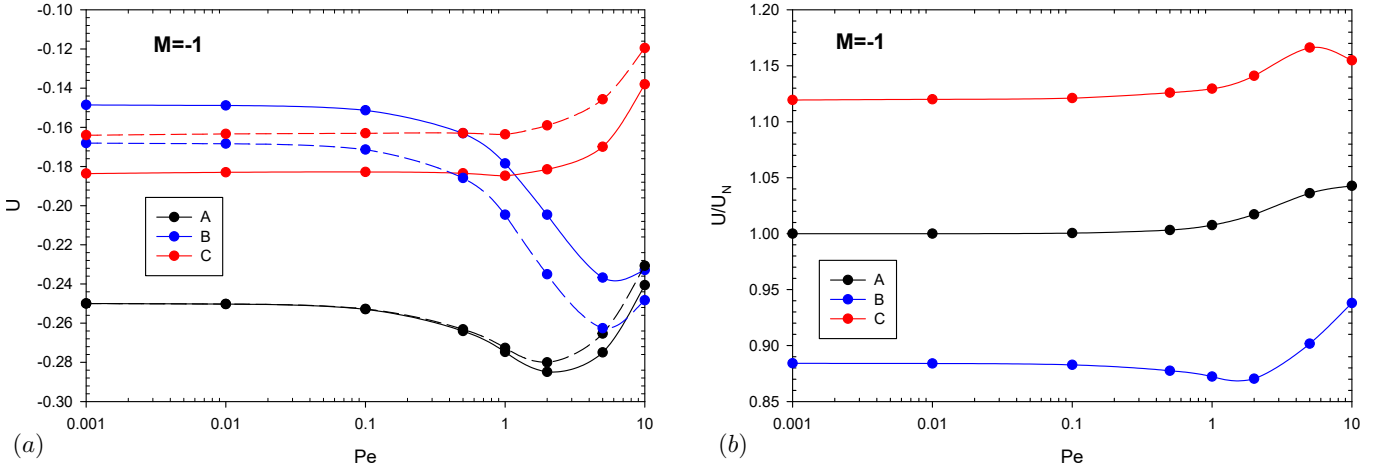 M=-1
U
-0.10
-0.12
-0.14
-0.16
-0.18
-0.20
-0.22
-0.24
-0.26
-0.28
-0.30
A
B
C
0.001 0.01 0.1 1 10
Pe
(a)
M=-1
U/U_N
1.20
1.15
1.10
1.05
1.00
0.95
0.90
0.85
A
B
C
0.001 0.01 0.1 1 10
Pe
(b)